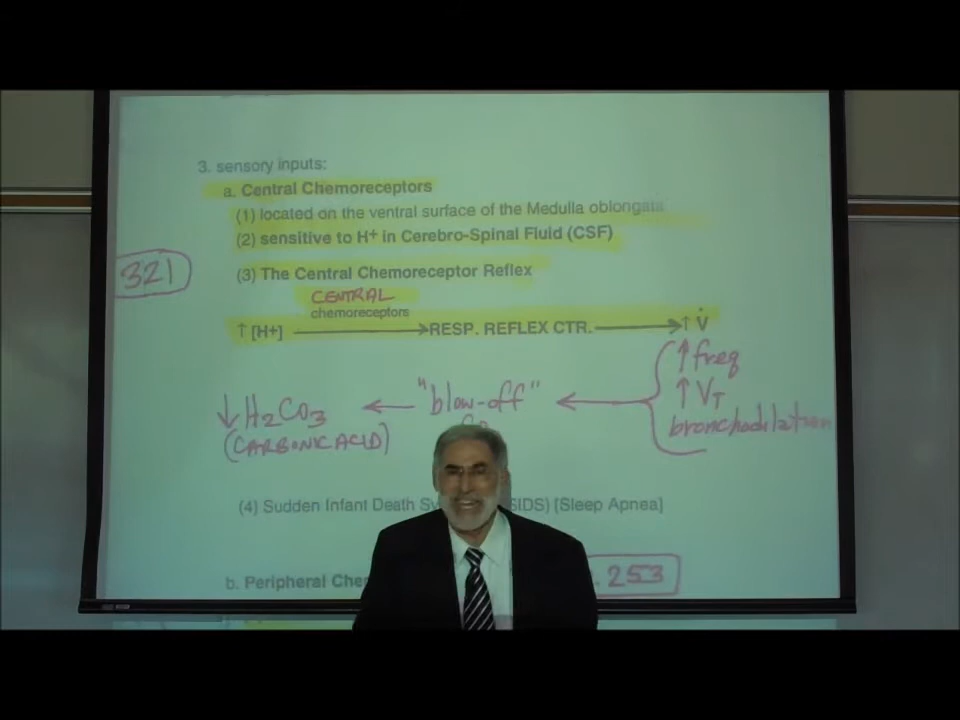 3. sensory inputs:
a. Central Chemoreceptors
(1) located on the ventral surface of the Medulla oblongata
(2) sensitive to H+ in Cerebro-Spinal Fluid (CSF)
321
(3) The Central Chemoreceptor Reflex
CENTRAL
chemoreceptors
↑ [H+] → RESP. REFLEX CTR. → ↑ V̇
↑ freq
↑ VT
bronchodilation
↓ H2CO3 ← "blow-off" ←
(CARBONIC ACID)
(4) Sudden Infant Death SIDS) [Sleep Apnea]
b. Peripheral 253